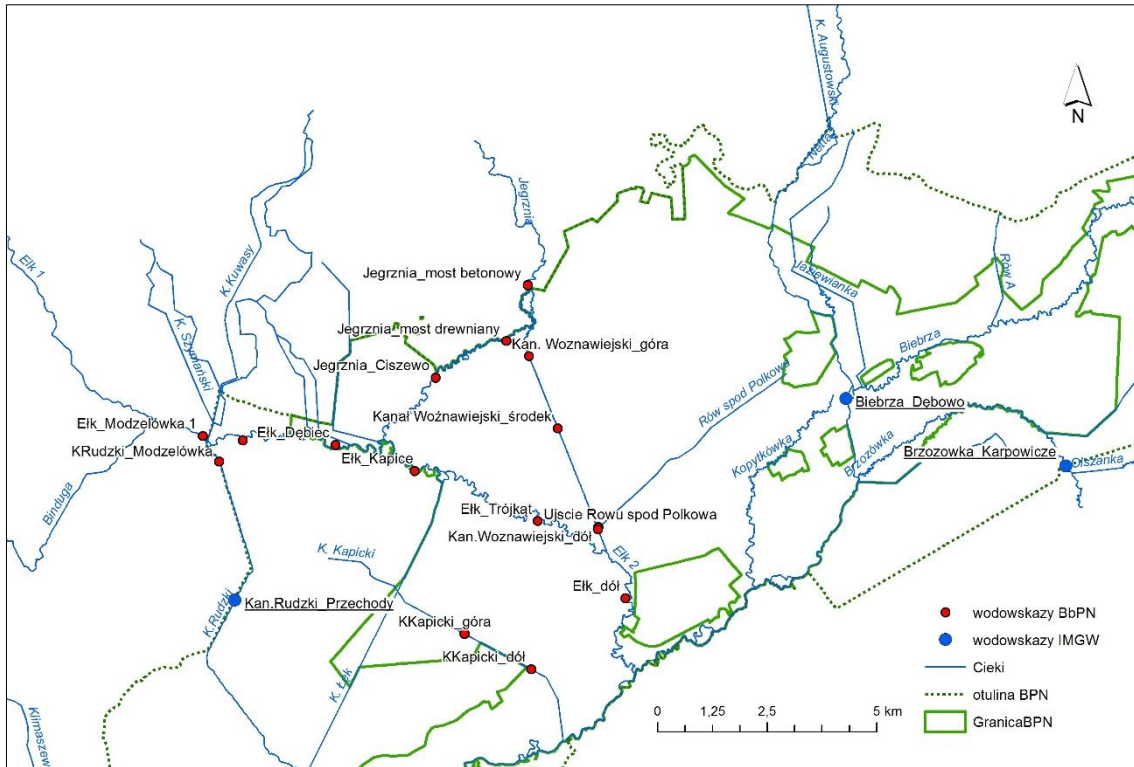 K. Augustowski
N
Netta
Jegrznia
Ełk 1
K.Kuwasy
K. Szymański
Jaziewianka
Rów A
Jegrznia_most betonowy
Jegrznia_most drewniany
Kan. Woznawiejski_góra
Jegrznia_Ciszewo
Biebrza
Rów spod Polkowa
Kanał Woźnawiejski_środek
Biebrza_Dębowo
Ełk_Modzelówka 1
Ełk_Dębiec
KRudzki_Modzelówka
Ełk_Kapice
Kopytkówka
Brzozówka
Brzozowka_Karpowicze
Olszanka
Binduga
Ełk_Trójkąt
Ujscie Rowu spod Polkowa
Kan.Woznawiejski_dół
K. Kapicki
Ełk 2
Ełk_dół
K.Rudzki
Kan.Rudzki_Przechody
KKapicki_góra
KKapicki_dół
K. Łęk
wodowskazy BbPN
wodowskazy IMGW
Cieki
otulina BPN
GranicaBPN
0 1,25 2,5 5 km